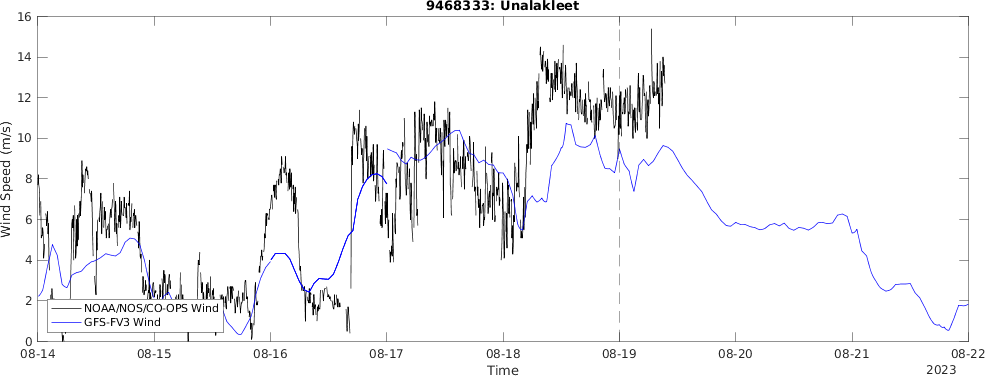 9468333: Unalakleet
Wind Speed (m/s)
16
14
12
10
8
6
4
2
0
NOAA/NOS/CO-OPS Wind
GFS-FV3 Wind
08-14 08-15 08-16 08-17 08-18 08-19 08-20 08-21 08-22
Time
2023